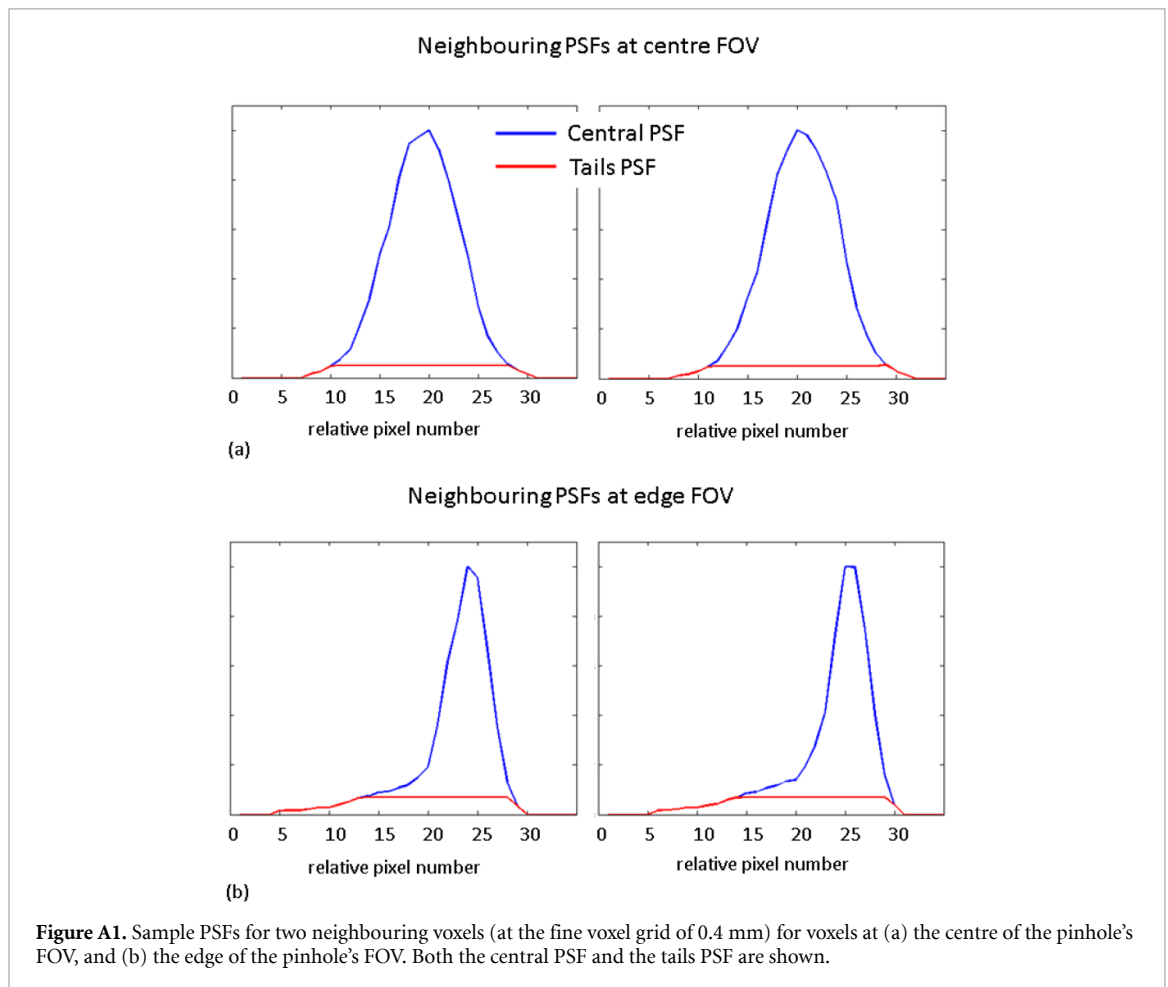 Neighbouring PSFs at centre FOV
Central PSF
Tails PSF
0 5 10 15 20 25 30
0 5 10 15 20 25 30
relative pixel number
relative pixel number
(a)
Neighbouring PSFs at edge FOV
0 5 10 15 20 25 30
0 5 10 15 20 25 30
relative pixel number
relative pixel number
(b)
Figure A1. Sample PSFs for two neighbouring voxels (at the fine voxel grid of 0.4 mm) for voxels at (a) the centre of the pinhole's
FOV, and (b) the edge of the pinhole's FOV. Both the central PSF and the tails PSF are shown.